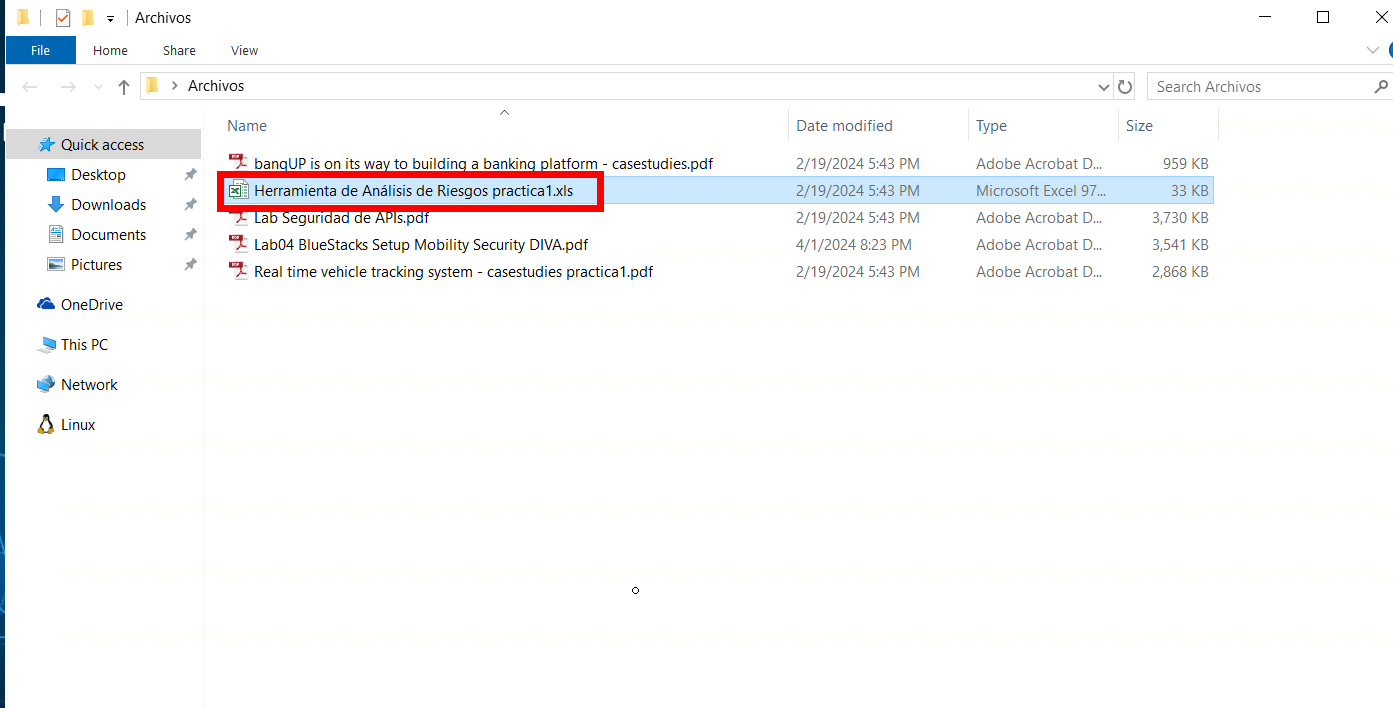 Archivos
File Home Share View
Archivos Search Archivos
Name Date modified Type Size
Quick access
Desktop
Downloads
Documents
Pictures
OneDrive
This PC
Network
Linux
banqUP is on its way to building a banking platform - casestudies.pdf 2/19/2024 5:43 PM Adobe Acrobat D... 959 KB
Herramienta de Análisis de Riesgos practica1.xls 2/19/2024 5:43 PM Microsoft Excel 97... 33 KB
Lab Seguridad de APIs.pdf 2/19/2024 5:43 PM Adobe Acrobat D... 3,730 KB
Lab04 BlueStacks Setup Mobility Security DIVA.pdf 4/1/2024 8:23 PM Adobe Acrobat D... 3,541 KB
Real time vehicle tracking system - casestudies practica1.pdf 2/19/2024 5:43 PM Adobe Acrobat D... 2,868 KB